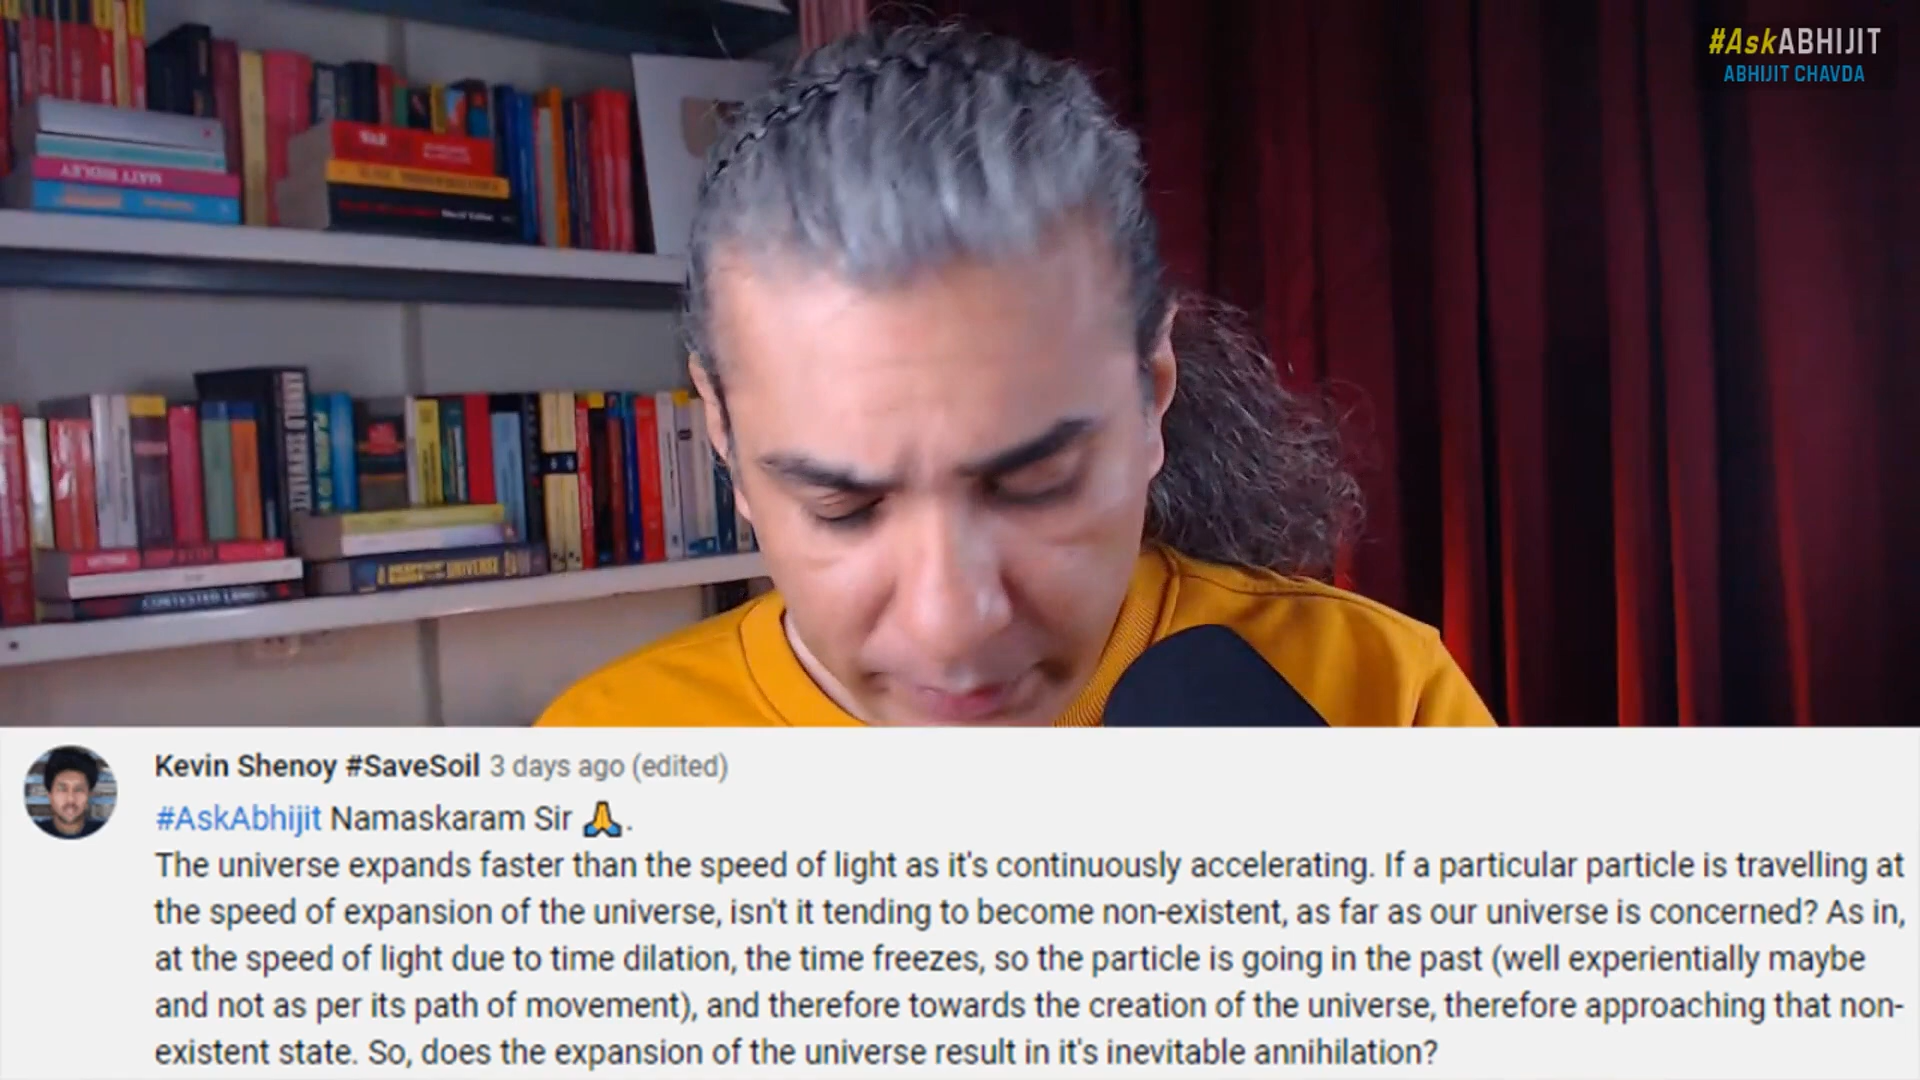 #AskABHIJIT
ABHIJIT CHAVDA
MATT RIDLEY
UNIVERSE
Kevin Shenoy #SaveSoil 3 days ago (edited)
#AskAbhijit Namaskaram Sir 🙏.
The universe expands faster than the speed of light as it's continuously accelerating. If a particular particle is travelling at
the speed of expansion of the universe, isn't it tending to become non-existent, as far as our universe is concerned? As in,
at the speed of light due to time dilation, the time freezes, so the particle is going in the past (well experientially maybe
and not as per its path of movement), and therefore towards the creation of the universe, therefore approaching that non-
existent state. So, does the expansion of the universe result in it's inevitable annihilation?